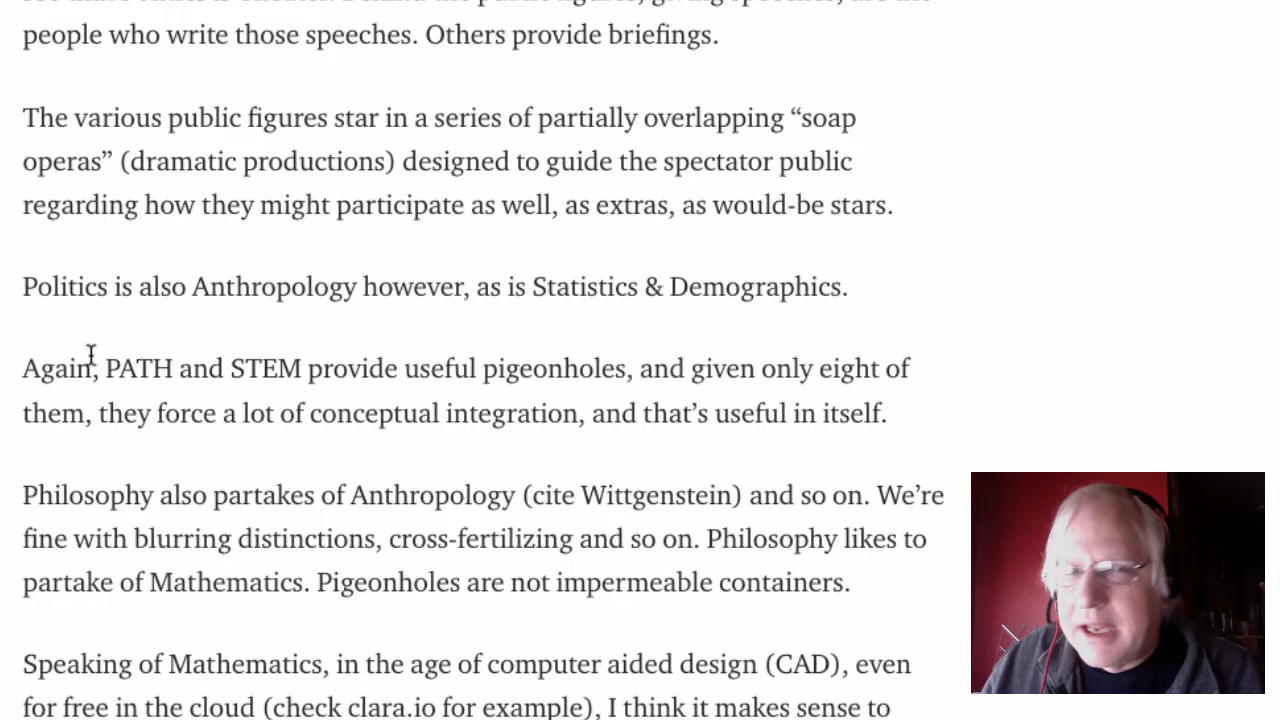 people who write those speeches. Others provide briefings.
The various public figures star in a series of partially overlapping “soap
operas” (dramatic productions) designed to guide the spectator public
regarding how they might participate as well, as extras, as would-be stars.
Politics is also Anthropology however, as is Statistics & Demographics.
Again, PATH and STEM provide useful pigeonholes, and given only eight of
them, they force a lot of conceptual integration, and that’s useful in itself.
Philosophy also partakes of Anthropology (cite Wittgenstein) and so on. We’re
fine with blurring distinctions, cross-fertilizing and so on. Philosophy likes to
partake of Mathematics. Pigeonholes are not impermeable containers.
Speaking of Mathematics, in the age of computer aided design (CAD), even
for free in the cloud (check clara.io for example), I think it makes sense to